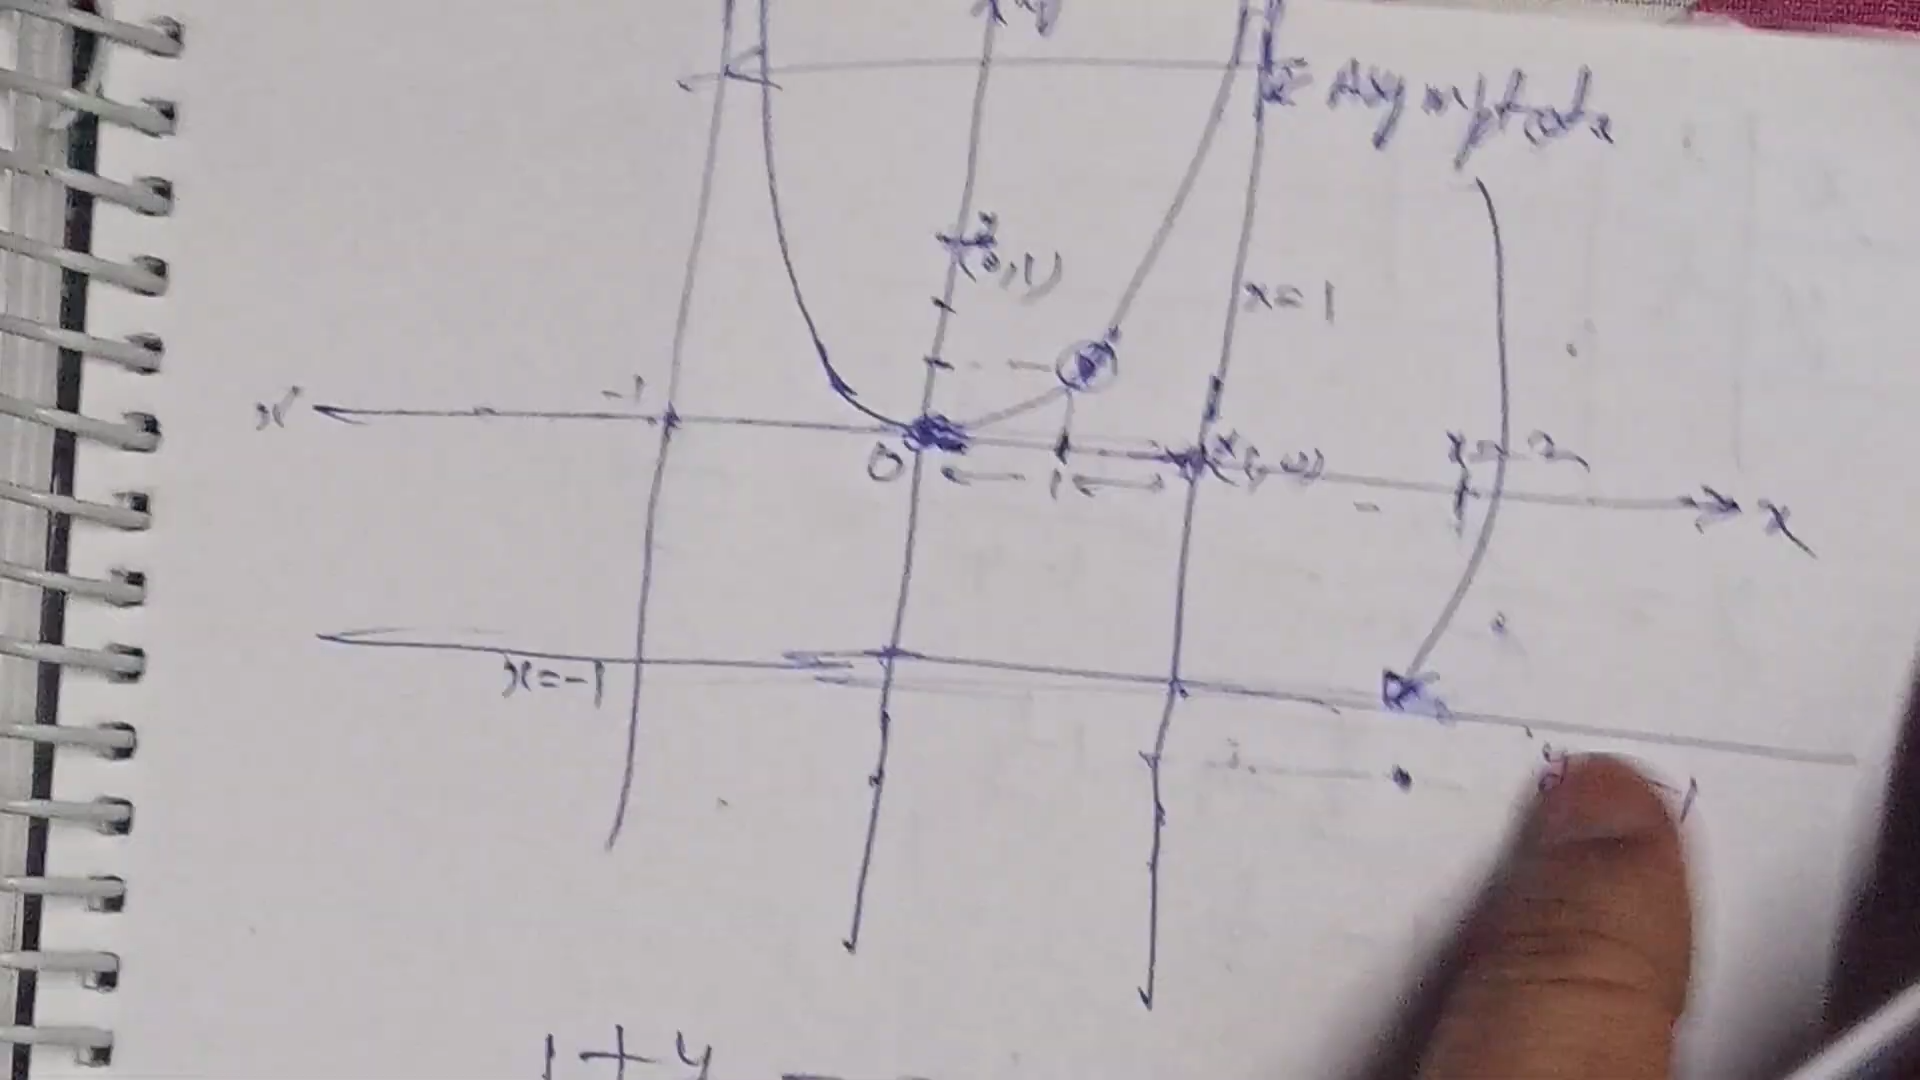 Asymptote
(0,1)
x = 1
-1
x'
0
1
x = 2
x
x=-1
y
-1
1+y